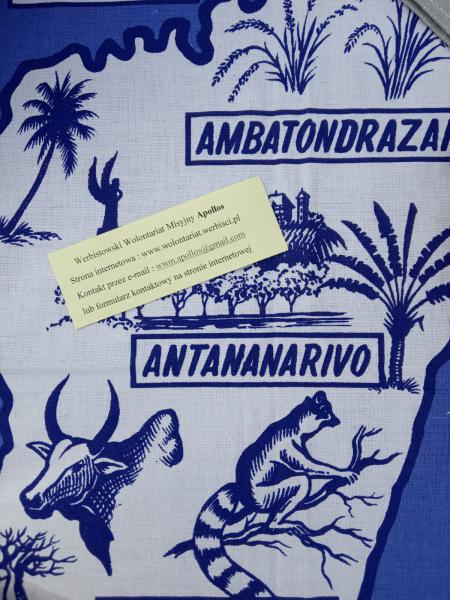 AMBATONDRAZA
Werbistowski Wolontariat Misyjny Apollos
Strona internetowa : www.wolontariat.werbisci.pl
Kontakt przez e-mail : wwm.apollos@gmail.com
lub formularz kontaktowy na stronie internetowej
ANTANANARIVO